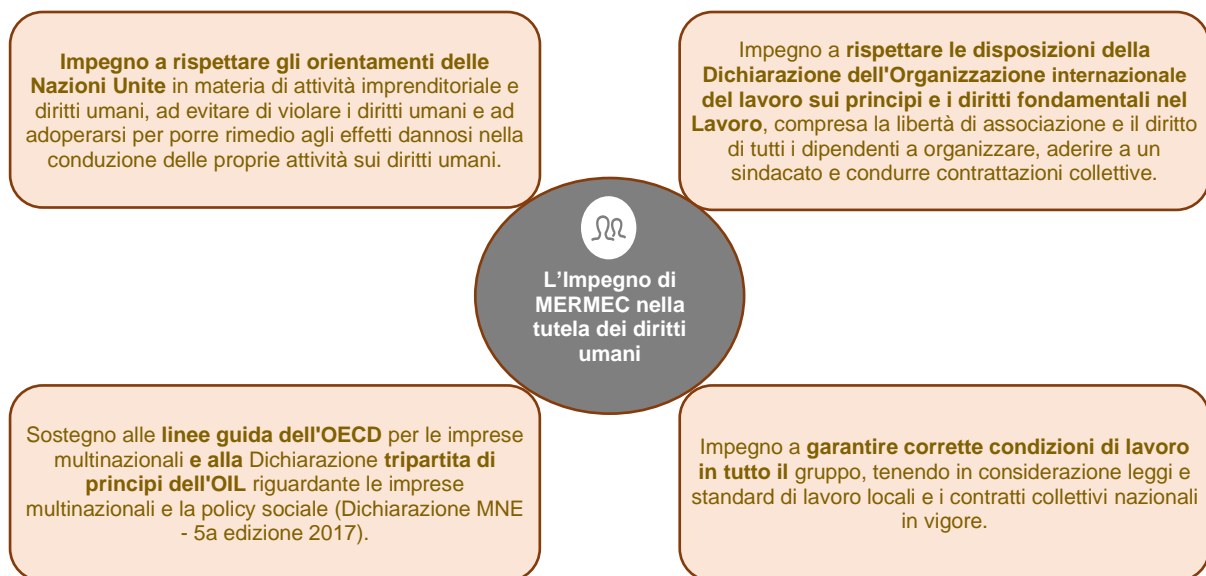 Impegno a rispettare gli orientamenti delle
Nazioni Unite in materia di attività imprenditoriale e
diritti umani, ad evitare di violare i diritti umani e ad
adoperarsi per porre rimedio agli effetti dannosi nella
conduzione delle proprie attività sui diritti umani.
Impegno a rispettare le disposizioni della
Dichiarazione dell'Organizzazione internazionale
del lavoro sui principi e i diritti fondamentali nel
Lavoro, compresa la libertà di associazione e il diritto
di tutti i dipendenti a organizzare, aderire a un
sindacato e condurre contrattazioni collettive.
L'Impegno di
MERMEC nella
tutela dei diritti
umani
Sostegno alle linee guida dell'OECD per le imprese
multinazionali e alla Dichiarazione tripartita di
principi dell'OIL riguardante le imprese
multinazionali e la policy sociale (Dichiarazione MNE
- 5a edizione 2017).
Impegno a garantire corrette condizioni di lavoro
in tutto il gruppo, tenendo in considerazione leggi e
standard di lavoro locali e i contratti collettivi nazionali
in vigore.